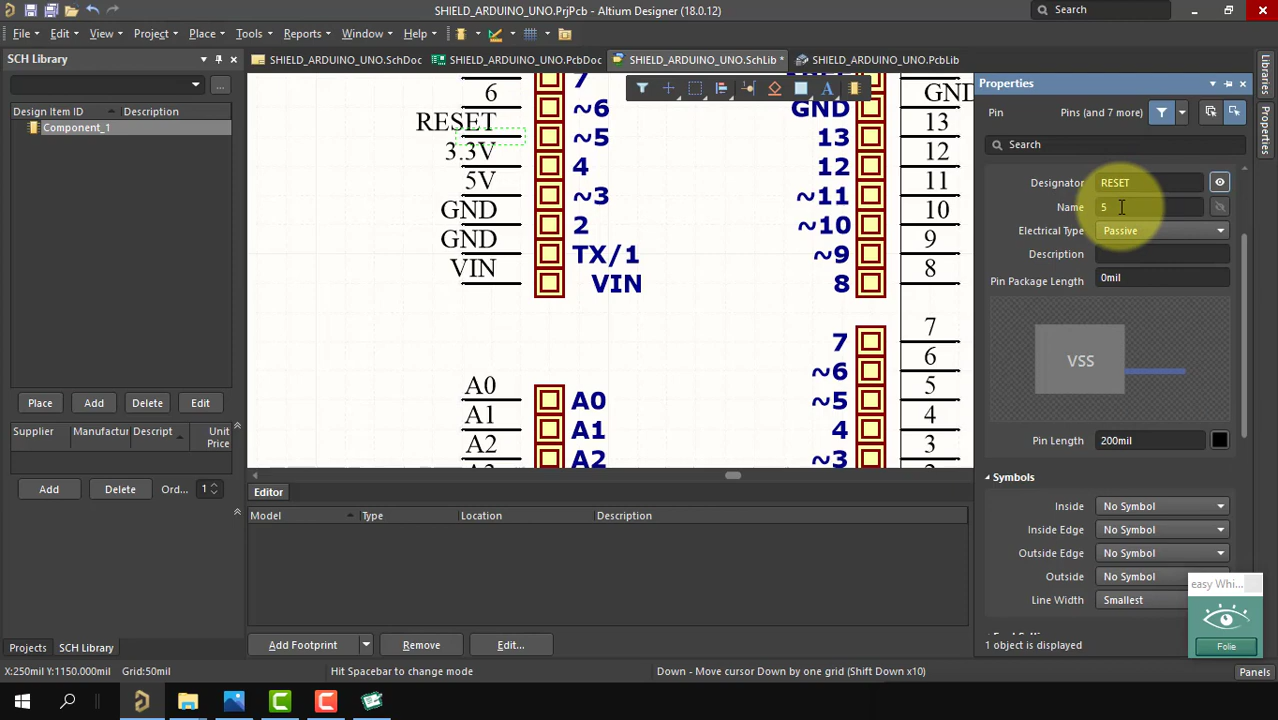 SHIELD_ARDUINO_UNO.PrjPcb - Altium Designer (18.0.12)
Search
File
Edit
View
Project
Place
Tools
Reports
Window
Help
SCH Library
SHIELD_ARDUINO_UNO.SchDoc
SHIELD_ARDUINO_UNO.PcbDoc
SHIELD_ARDUINO_UNO.SchLib *
SHIELD_ARDUINO_UNO.PcbLib
...
Design Item ID
Description
Component_1
Place
Add
Delete
Edit
Supplier
Manufactur
Descript
Unit Price
Add
Delete
Ord...
1
Projects
SCH Library
6
RESET
3.3V
5V
GND
GND
VIN
A0
A1
A2
7
~6
~5
4
~3
2
TX/1
VIN
A0
A1
A2
GND
13
12
~11
~10
~9
8
7
~6
~5
4
~3
GND
13
12
11
10
9
8
7
6
5
4
3
Editor
Model
Type
Location
Description
Add Footprint
Remove
Edit...
Properties
Pin
Pins (and 7 more)
Search
Designator
RESET
Name
5
Electrical Type
Passive
Description
Pin Package Length
0mil
VSS
Pin Length
200mil
Symbols
Inside
No Symbol
Inside Edge
No Symbol
Outside Edge
No Symbol
Outside
No Symbol
Line Width
Smallest
1 object is displayed
easy Whi...
Folie
Libraries
Properties
X:250mil Y:1150.000mil
Grid:50mil
Hit Spacebar to change mode
Down - Move cursor Down by one grid (Shift Down x10)
Panels